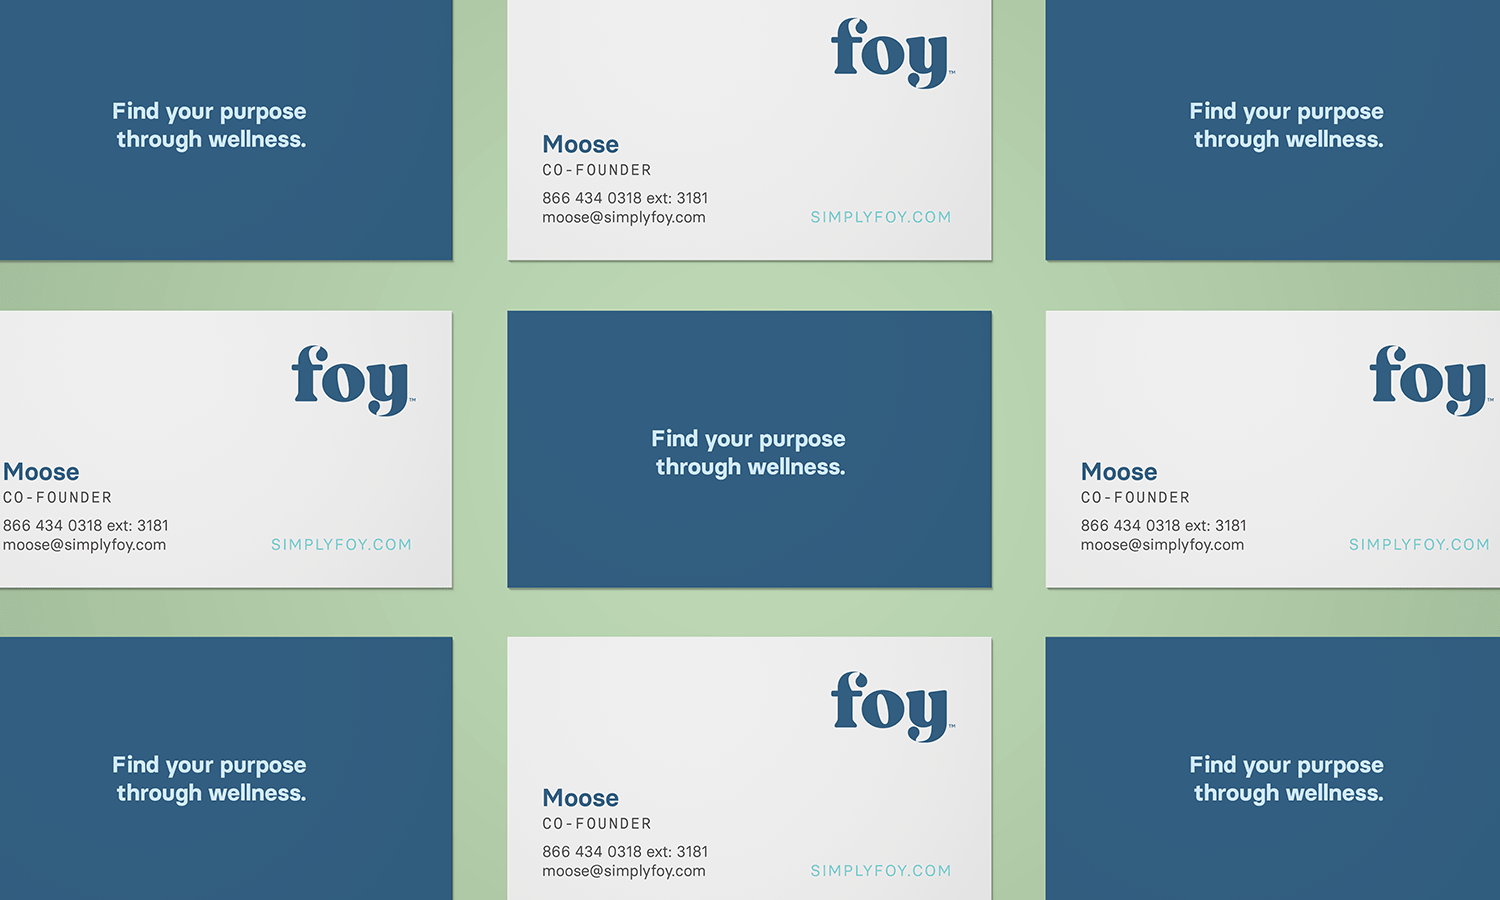 Find your purpose
through wellness.
foy™
Moose
CO-FOUNDER
866 434 0318 ext: 3181
moose@simplyfoy.com
SIMPLYFOY.COM
Find your purpose
through wellness.
foy™
Moose
CO-FOUNDER
866 434 0318 ext: 3181
moose@simplyfoy.com
SIMPLYFOY.COM
Find your purpose
through wellness.
foy™
Moose
CO-FOUNDER
866 434 0318 ext: 3181
moose@simplyfoy.com
SIMPLYFOY.COM
Find your purpose
through wellness.
foy™
Moose
CO-FOUNDER
866 434 0318 ext: 3181
moose@simplyfoy.com
SIMPLYFOY.COM
Find your purpose
through wellness.